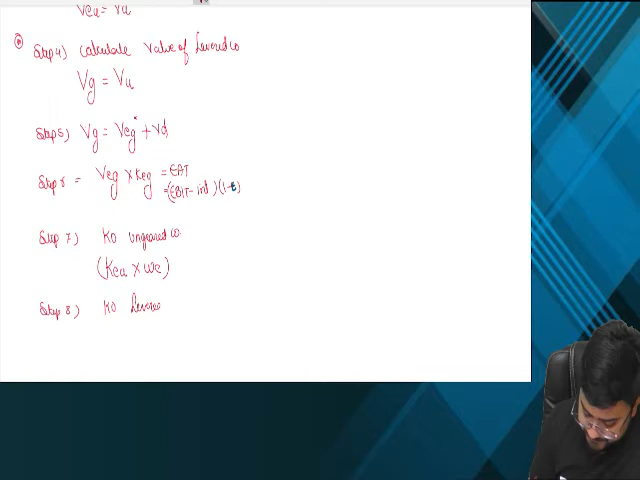 Veu = Vu
Step 4) Calculate Value of Levered co
Vg = Vu
Step 5) Vg = Veg* + Vd
Step 6 = Veg x Keg = EAT
= (EBIT - int) (1-t)
Step 7) KO ungeared co.
(Keu x We)
Step 8) KO Levered